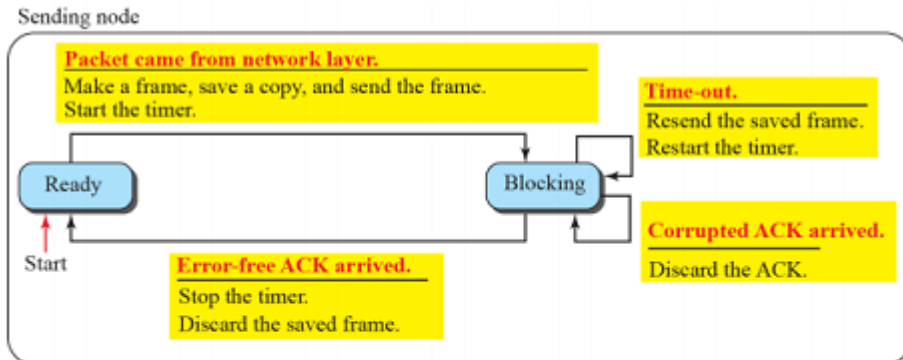 Sending node
Packet came from network layer.
Make a frame, save a copy, and send the frame.
Start the timer.
Time-out.
Resend the saved frame.
Restart the timer.
Ready
Blocking
Start
Error-free ACK arrived.
Stop the timer.
Discard the saved frame.
Corrupted ACK arrived.
Discard the ACK.